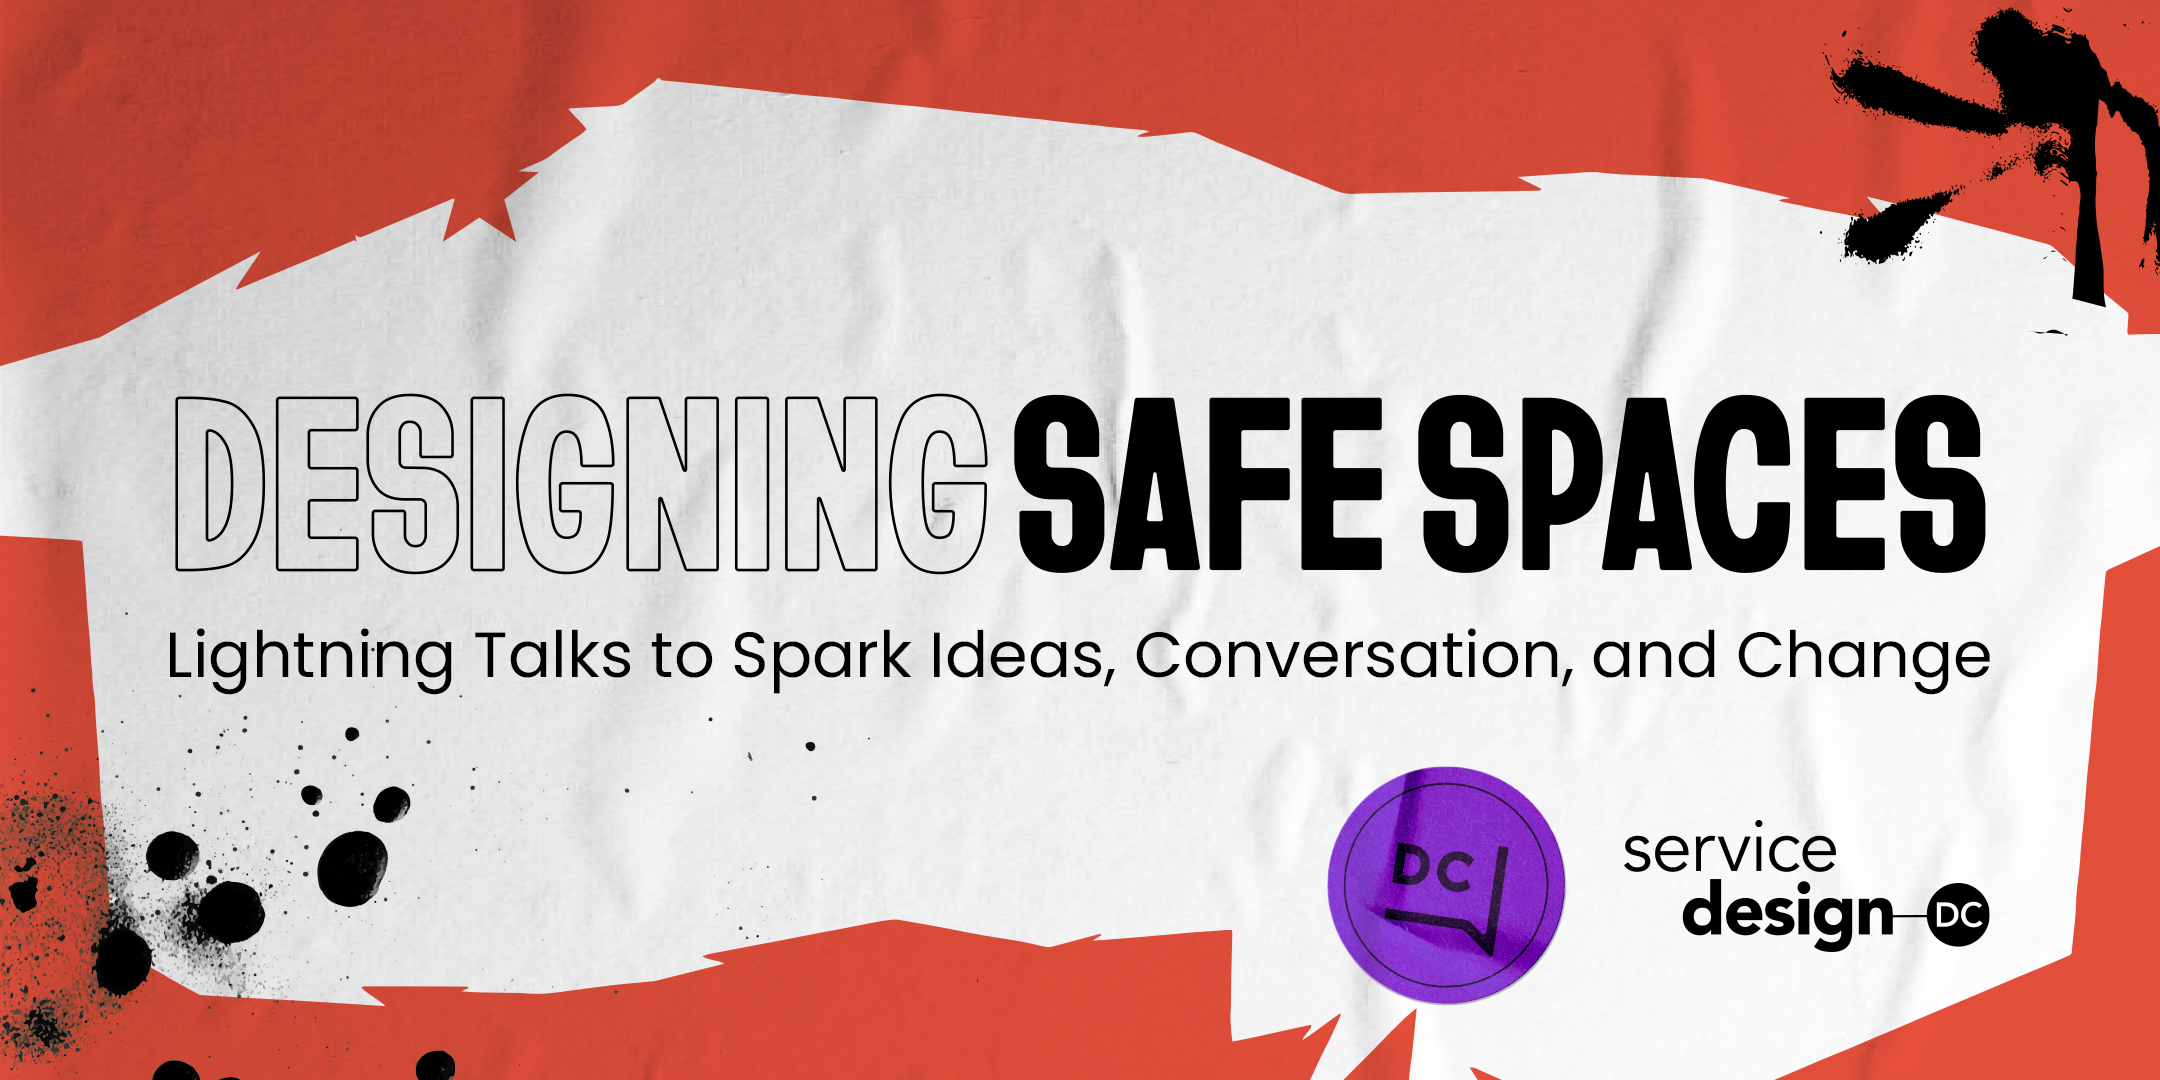 DESIGNING SAFE SPACES
Lightning Talks to Spark Ideas, Conversation, and Change
DC
service
design DC